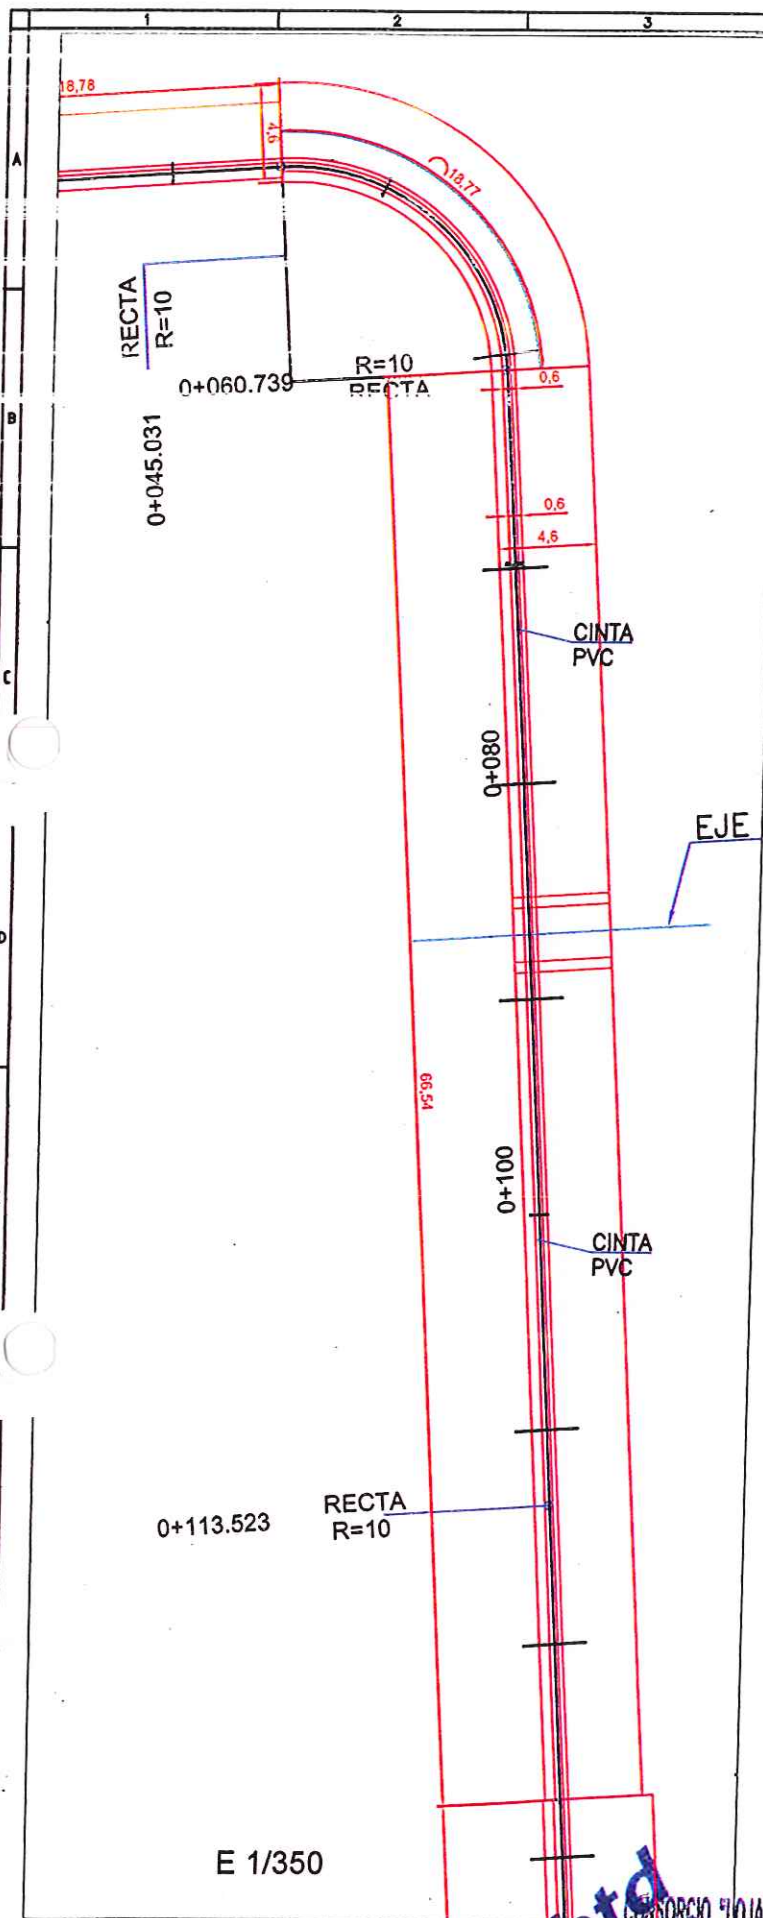 1 2 3
18,78
4,6
A
18,77
RECTA
R=10
0+060.739
R=10
RECTA
0,6
B
0+045.031
0,6
4,6
CINTA
PVC
C
0+080
EJE
D
66,54
0+100
CINTA
PVC
0+113.523
RECTA
R=10
E 1/350
CONSORCIO